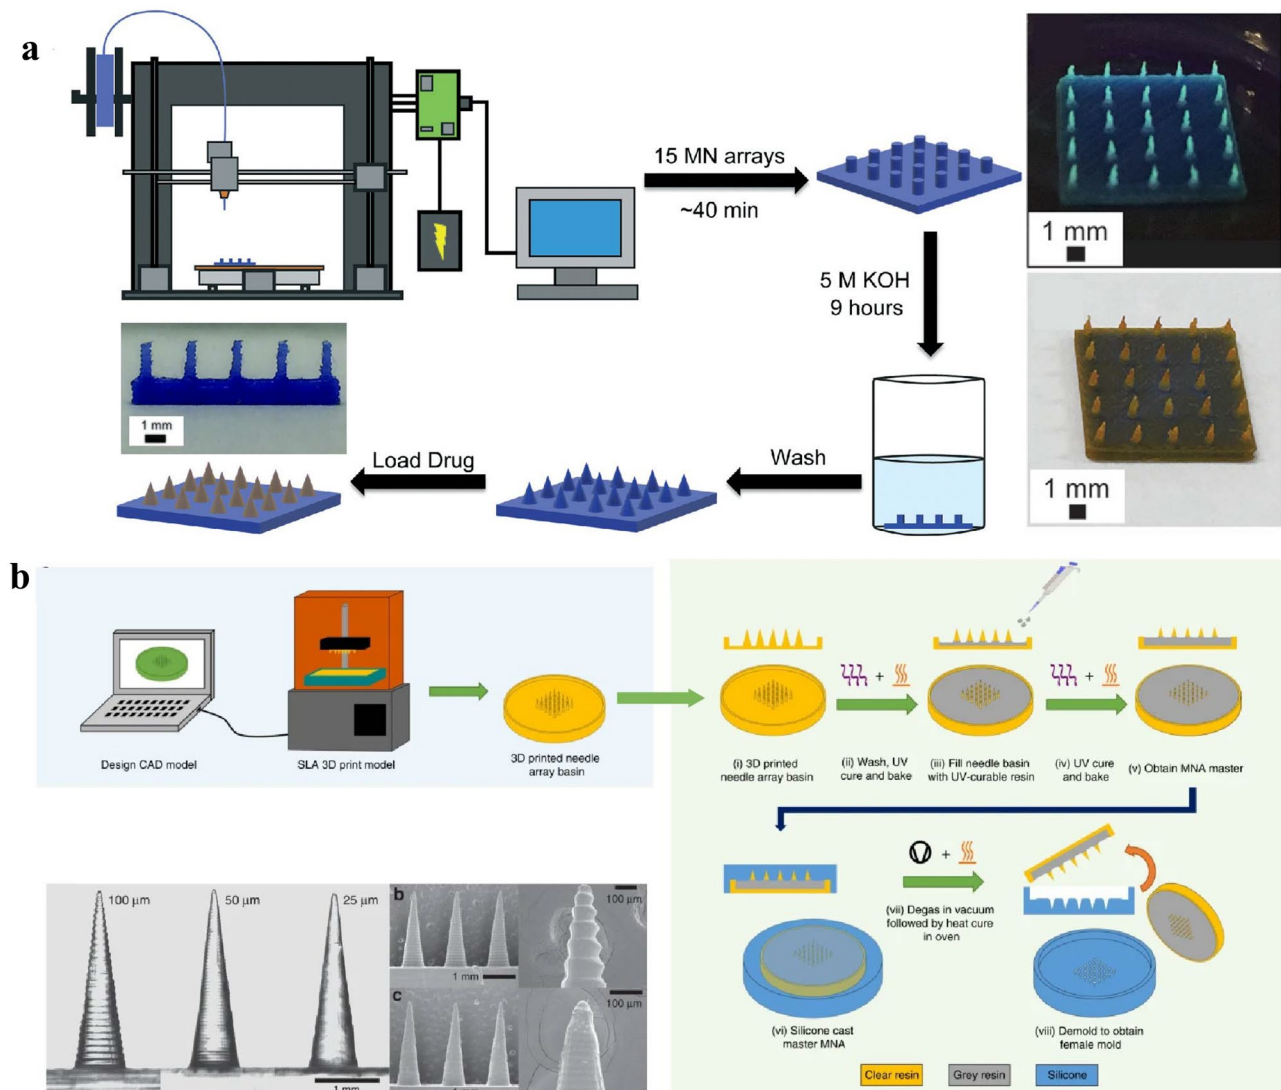 a
15 MN arrays
~40 min
1 mm
5 M KOH
9 hours
1 mm
Load Drug
Wash
1 mm
b
Design CAD model
SLA 3D print model
3D printed needle
array basin
(i) 3D printed
needle array basin
+
(ii) Wash, UV
cure and bake
(iii) Fill needle basin
with UV-curable resin
+
(iv) UV cure
and bake
(v) Obtain MNA master
(vi) Silicone cast
master MNA
+
(vii) Degas in vacuum
followed by heat cure
in oven
(viii) Demold to obtain
female mold
Clear resin
Grey resin
Silicone
100 µm
50 µm
25 µm
1 mm
b
1 mm
100 µm
c
100 µm